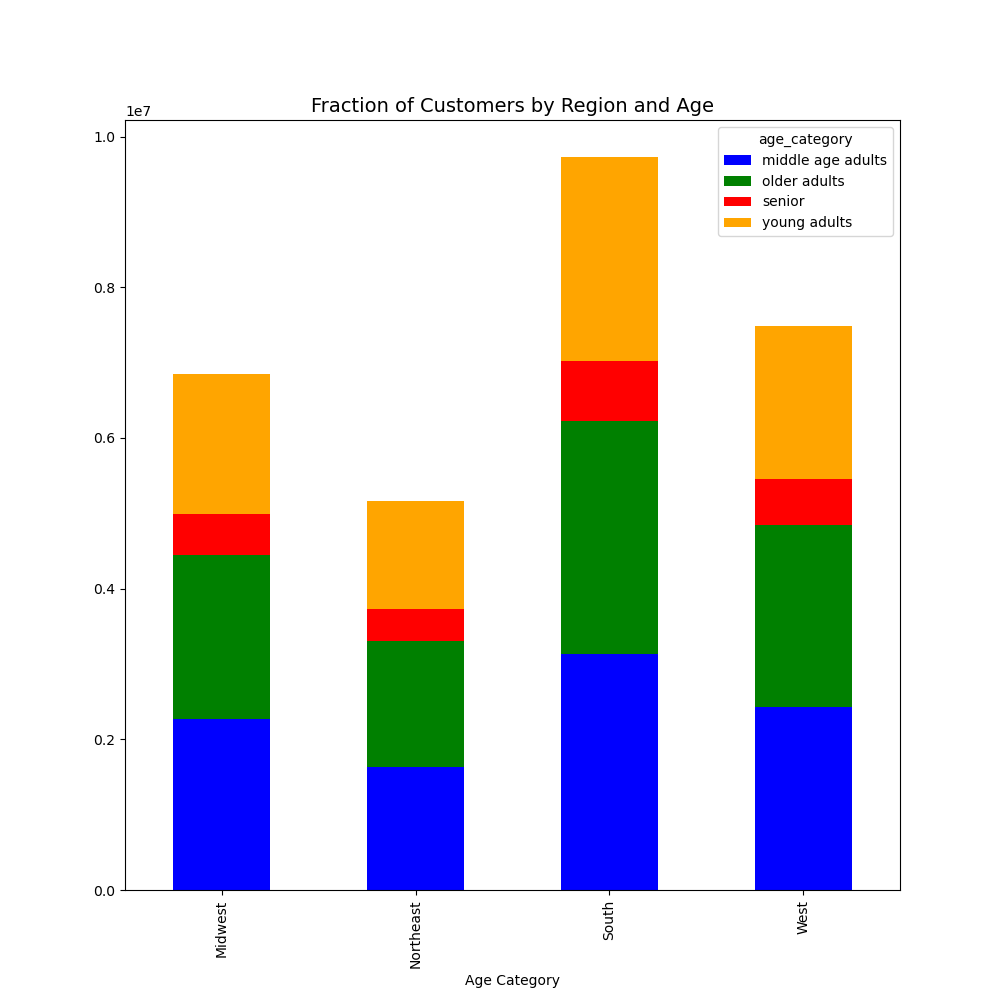 Fraction of Customers by Region and Age
1e7
1.0
0.8
0.6
0.4
0.2
0.0
age_category
middle age adults
older adults
senior
young adults
Midwest
Northeast
South
West
Age Category